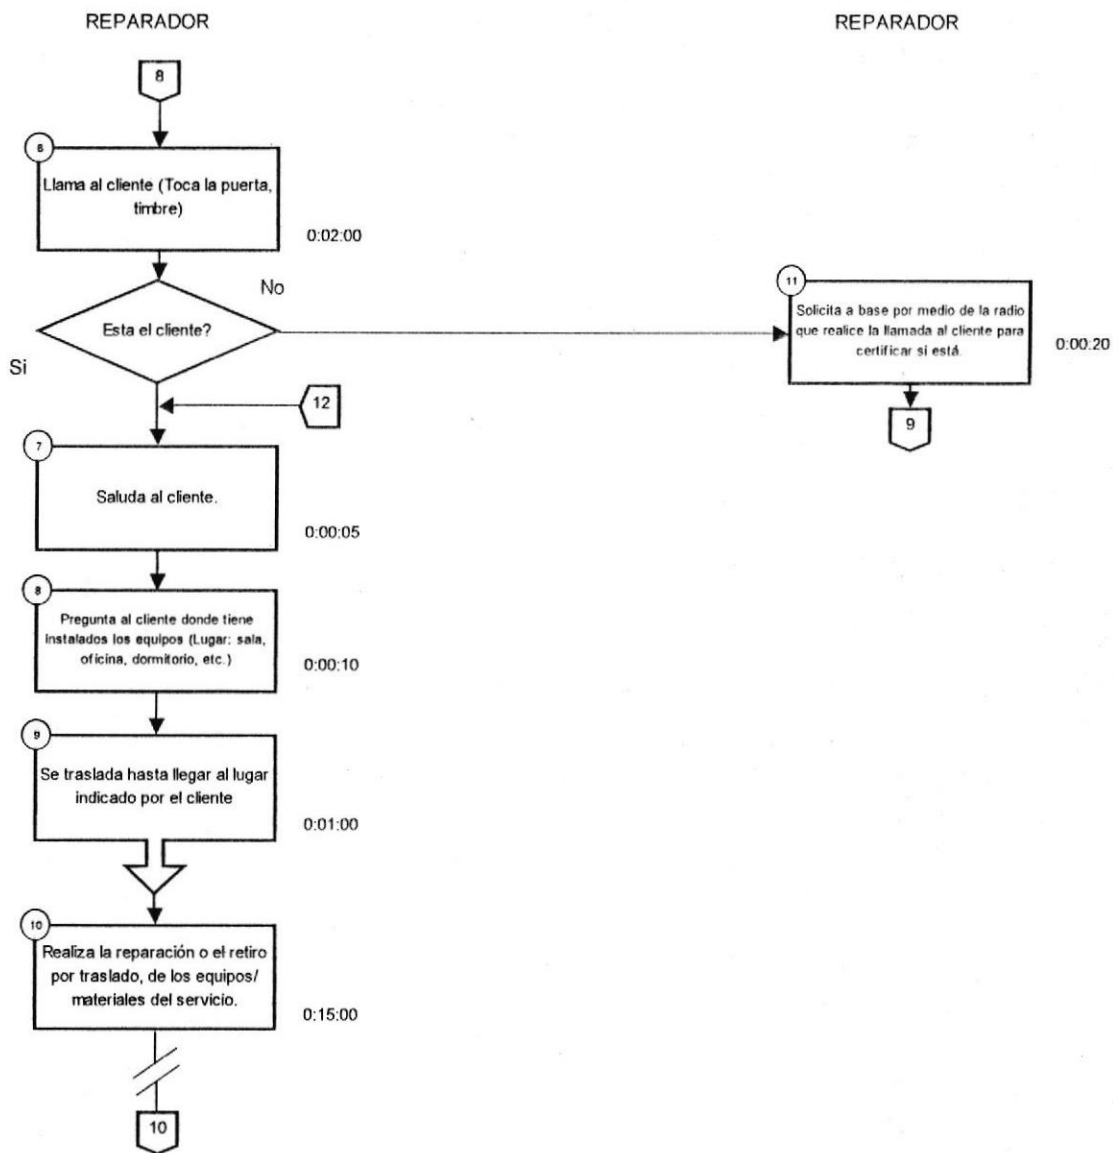 REPARADOR
REPARADOR
8
6
Llama al cliente (Toca la puerta,
timbre)
0:02:00
No
Esta el cliente?
Si
11
Solicita a base por medio de la radio
que realice la llamada al cliente para
certificar si está.
0:00:20
12
9
7
Saluda al cliente.
0:00:05
8
Pregunta al cliente donde tiene
instalados los equipos (Lugar: sala,
oficina, dormitorio, etc.)
0:00:10
9
Se traslada hasta llegar al lugar
indicado por el cliente
0:01:00
10
Realiza la reparación o el retiro
por traslado, de los equipos/
materiales del servicio.
0:15:00
10